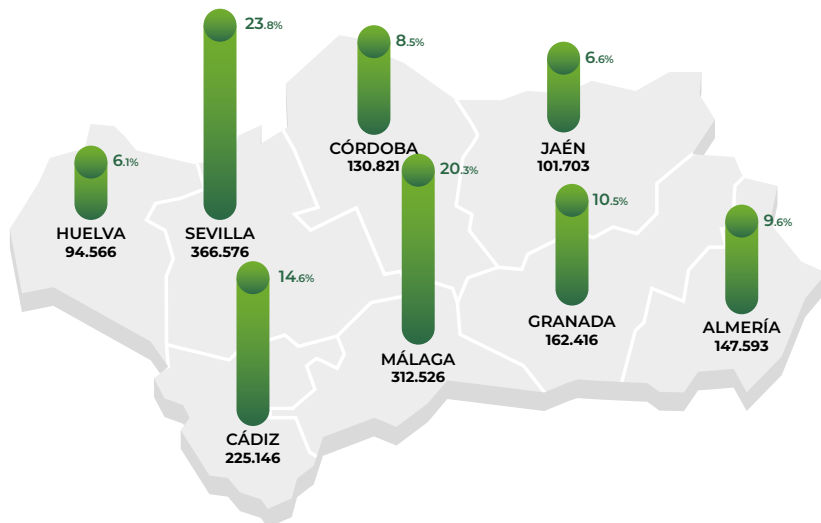 23.8%
SEVILLA
366.576
8.5%
CÓRDOBA
130.821
6.6%
JAÉN
101.703
6.1%
HUELVA
94.566
20.3%
MÁLAGA
312.526
10.5%
GRANADA
162.416
9.6%
ALMERÍA
147.593
14.6%
CÁDIZ
225.146